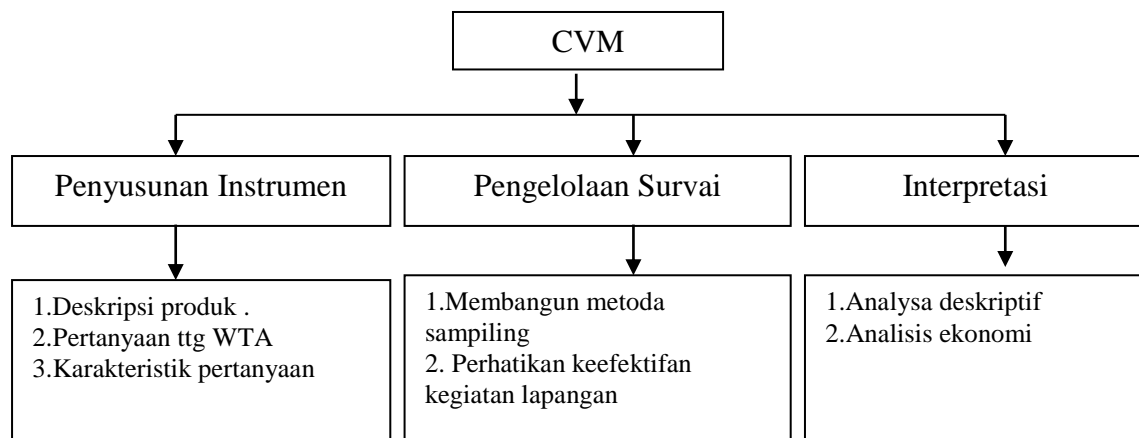 CVM
Penyusunan Instrumen
Pengelolaan Survai
Interpretasi
1.Deskripsi produk .
2.Pertanyaan ttg WTA
3.Karakteristik pertanyaan
1.Membangun metoda
sampiling
2. Perhatikan keefektifan
kegiatan lapangan
1.Analysa deskriptif
2.Analisis ekonomi